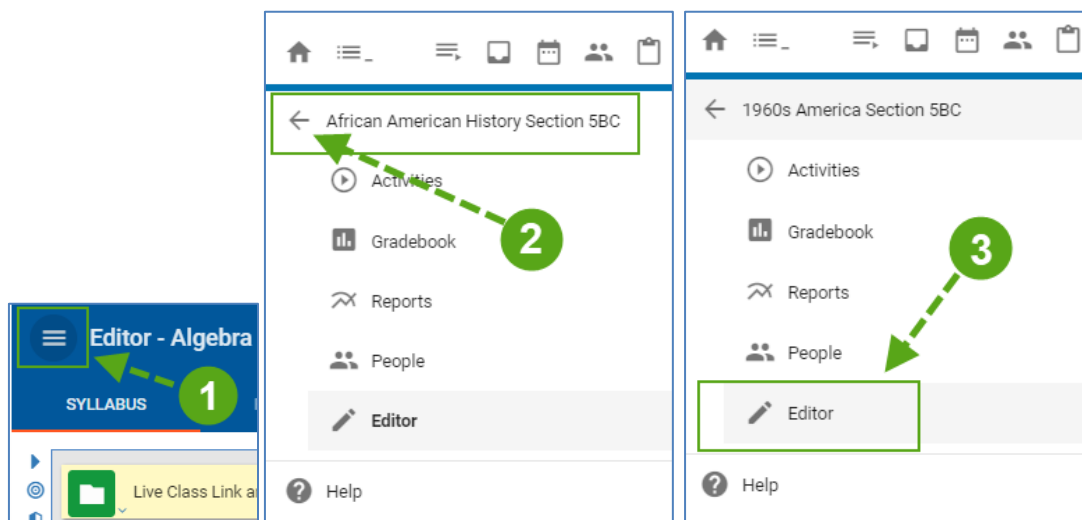 Editor - Algebra
1
SYLLABUS
Live Class Link
African American History Section 5BC
Activities
2
Gradebook
Reports
People
Editor
Help
1960s America Section 5BC
Activities
Gradebook
3
Reports
People
Editor
Help